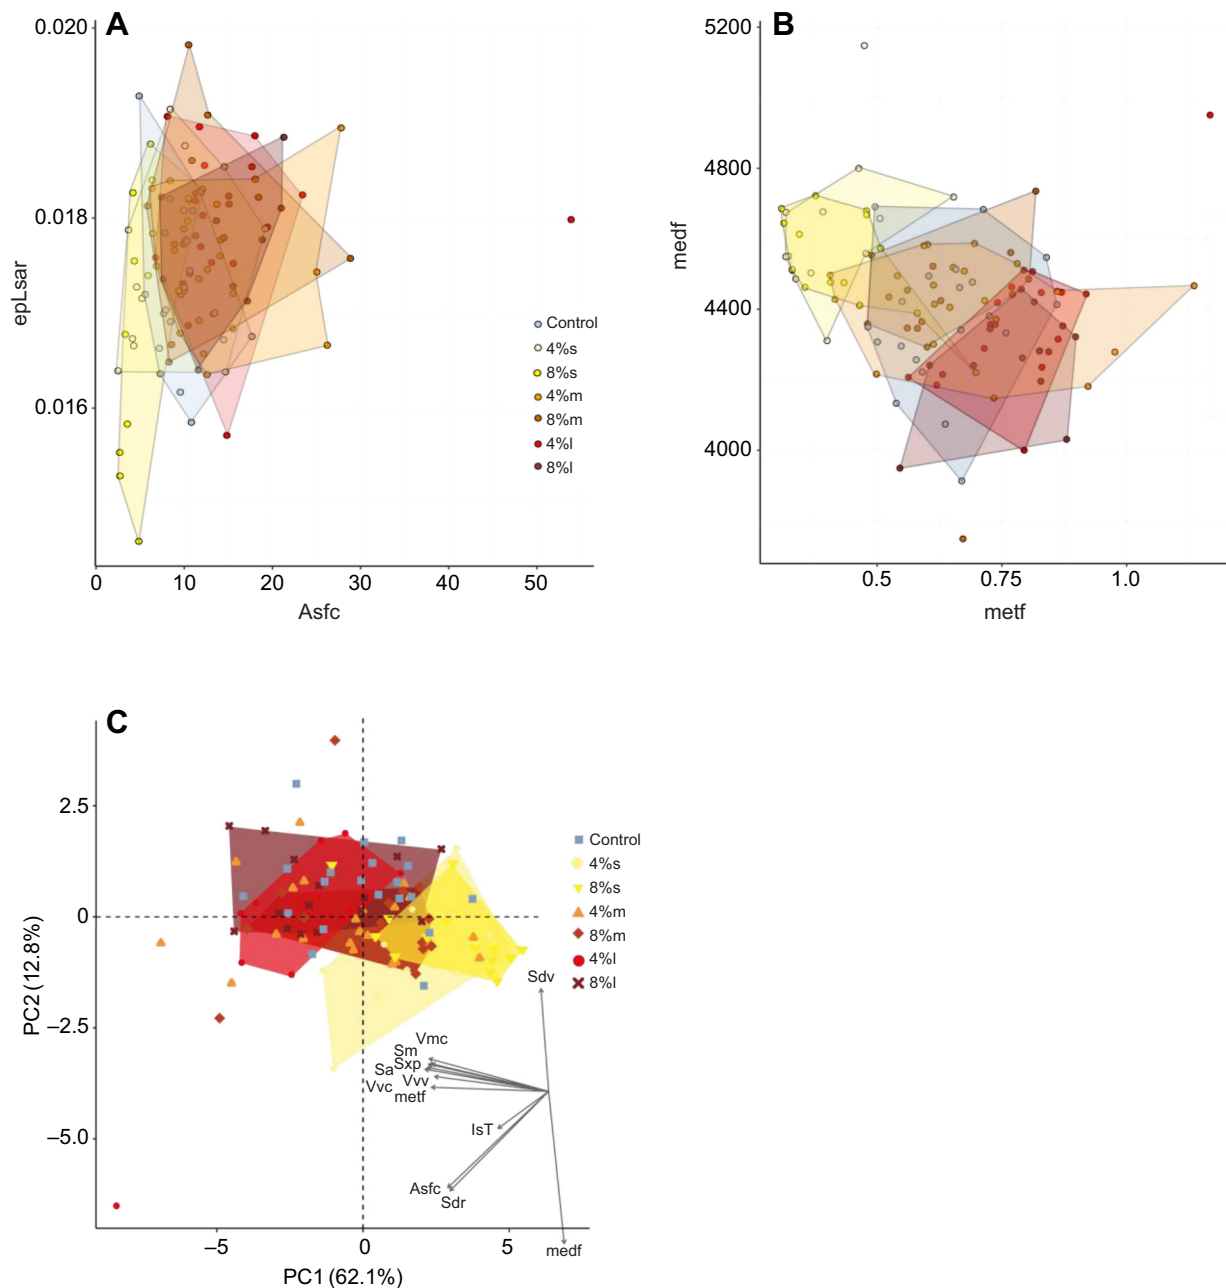 A
0.020
0.018
0.016
epLsar
0
10
20
30
40
50
Asfc
Control
4%s
8%s
4%m
8%m
4%l
8%l
B
5200
4800
4400
4000
medf
0.5
0.75
1.0
metf
C
2.5
0
–2.5
–5.0
PC2 (12.8%)
–5
0
5
PC1 (62.1%)
Control
4%s
8%s
4%m
8%m
4%l
8%l
Sdv
Vmc
Sm
Sxp
Sa
Vvv
Vvc
metf
IsT
Asfc
Sdr
medf